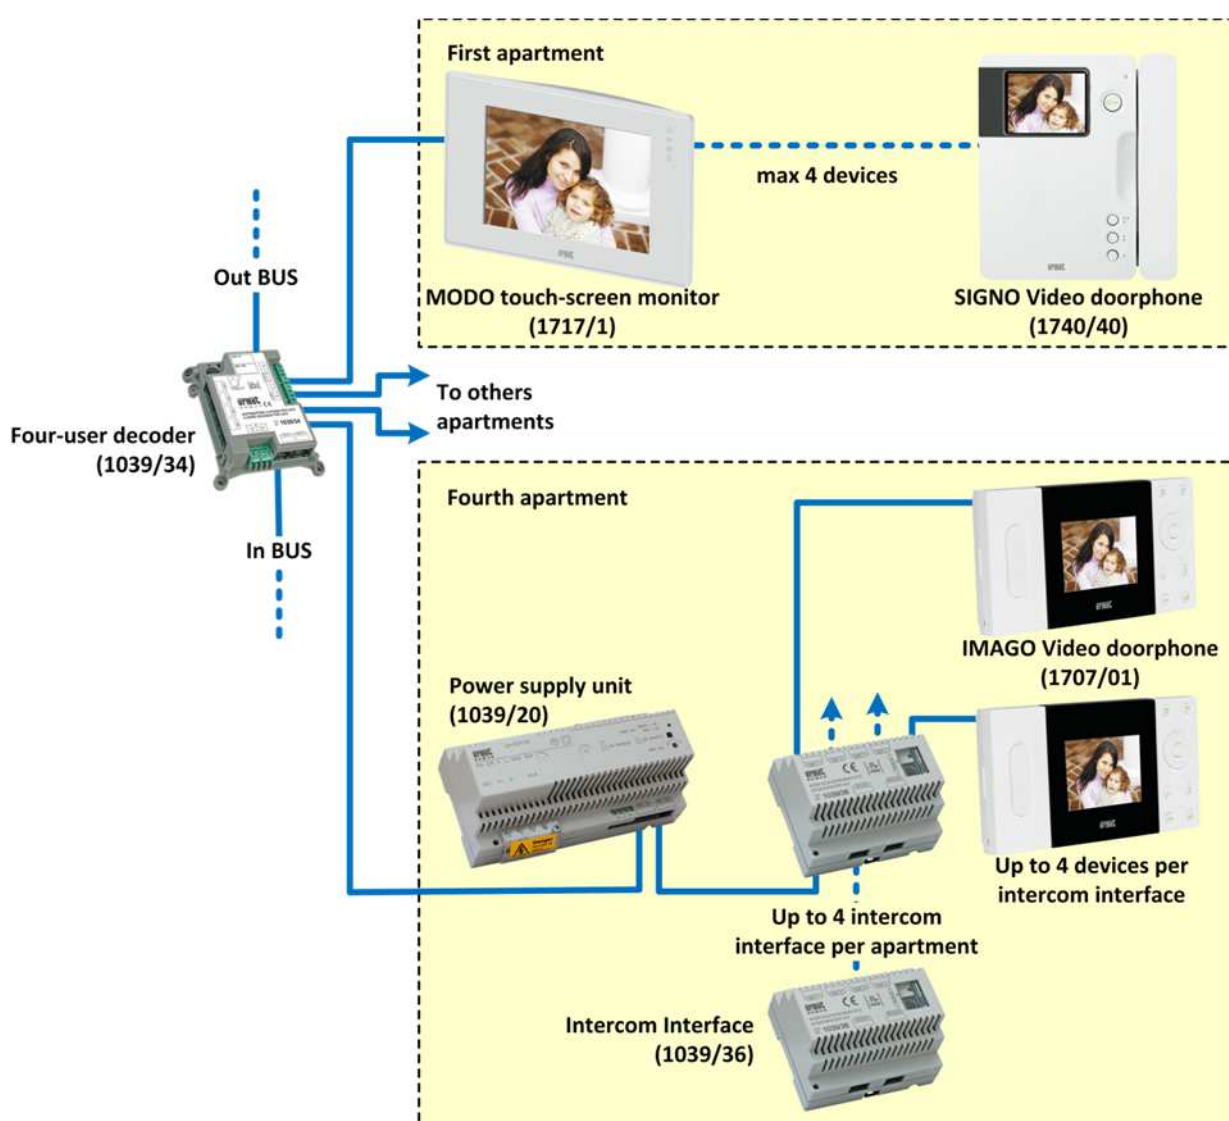 First apartment
max 4 devices
Out BUS
MODO touch-screen monitor
(1717/1)
SIGNO Video doorphone
(1740/40)
To others
apartments
Four-user decoder
(1039/34)
Fourth apartment
In BUS
IMAGO Video doorphone
(1707/01)
Power supply unit
(1039/20)
Up to 4 devices per
intercom interface
Up to 4 intercom
interface per apartment
Intercom Interface
(1039/36)